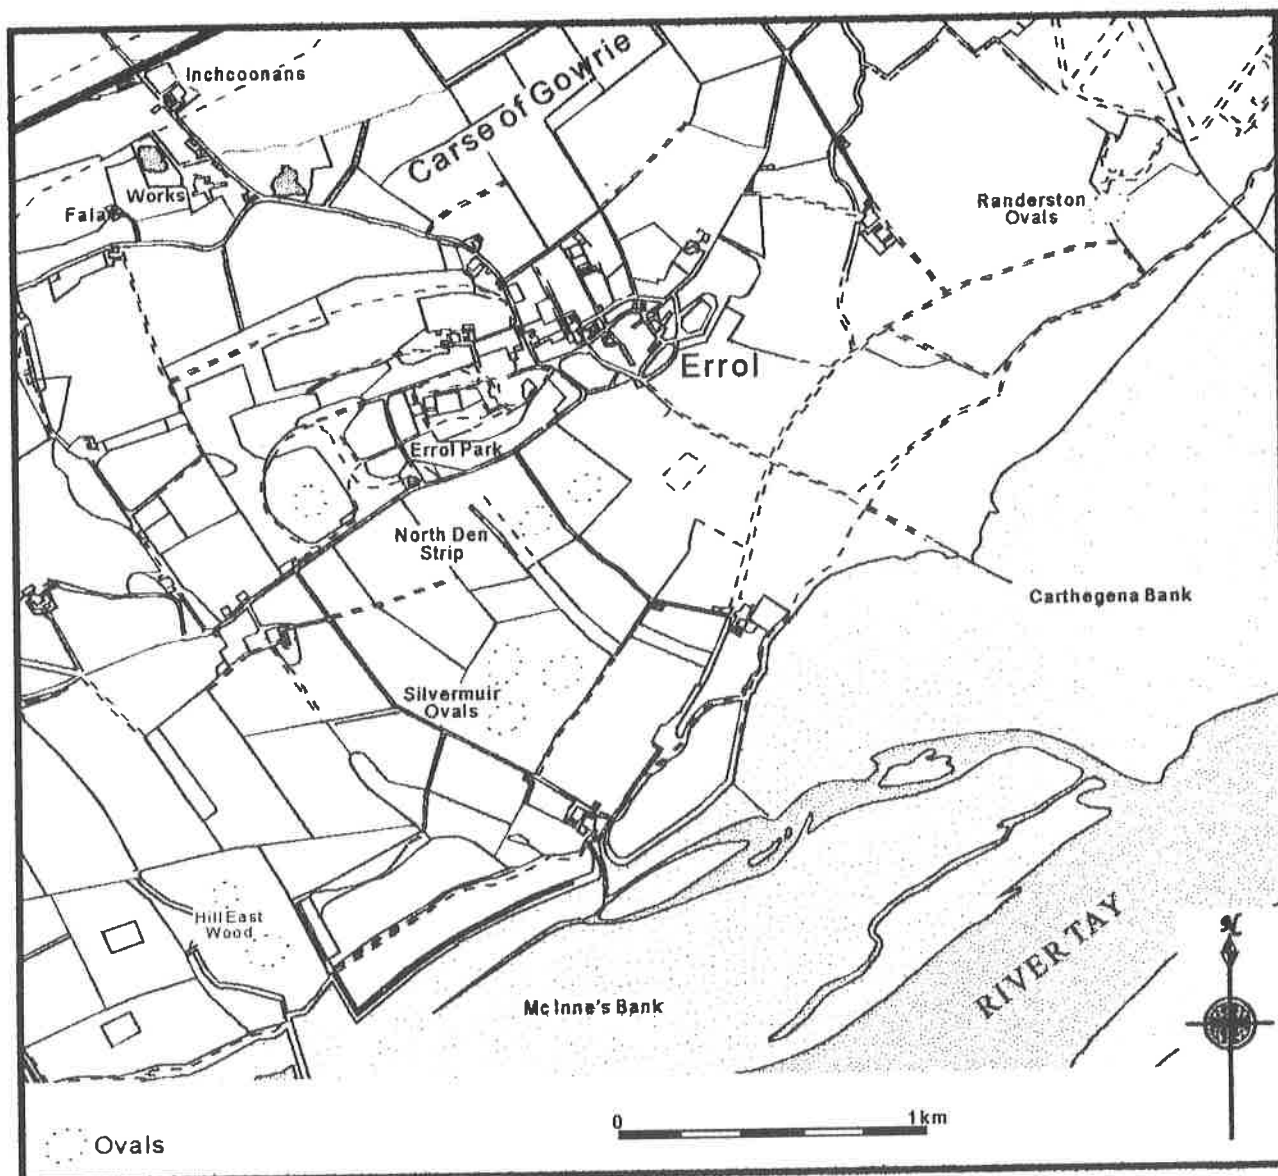 Inchcoonans
Carse of Gowrie
Works
Fala
Randerston
Ovals
Errol
Errol Park
North Den
Strip
Carthegena Bank
Silvermuir
Ovals
Hill East
Wood
McInne's Bank
RIVER TAY
N
0 1km
Ovals